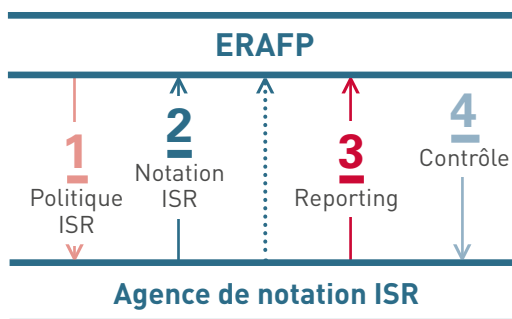 ERAFP
1
Politique
ISR
2
Notation
ISR
3
Reporting
4
Contrôle
Agence de notation ISR